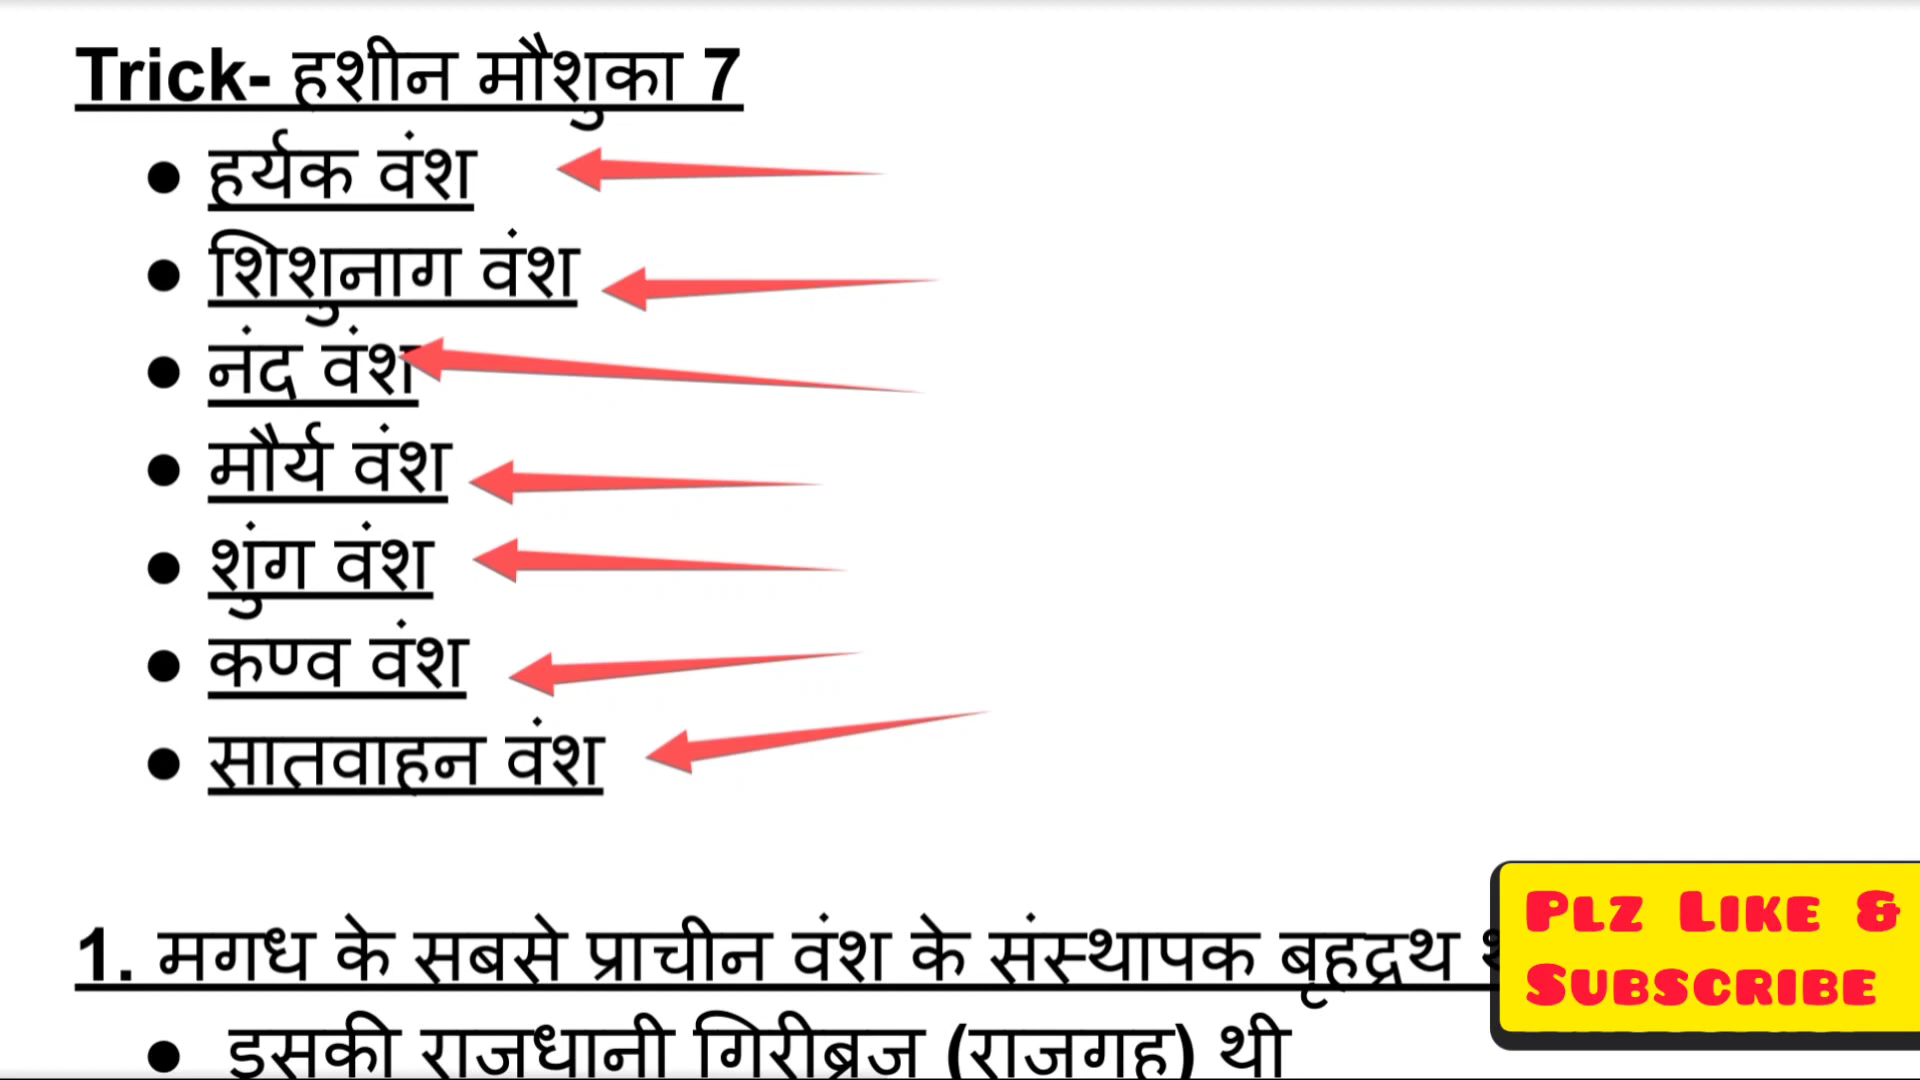 Trick- हशीन मौशुका 7
● हर्यक वंश
● शिशुनाग वंश
● नंद वंश
● मौर्य वंश
● शुंग वंश
● कण्व वंश
● सातवाहन वंश
1. मगध के सबसे प्राचीन वंश के संस्थापक बृहद्रथ
● इसकी राजधानी गिरीब्रज (राजगृह) थी
PLZ LIKE &
SUBSCRIBE